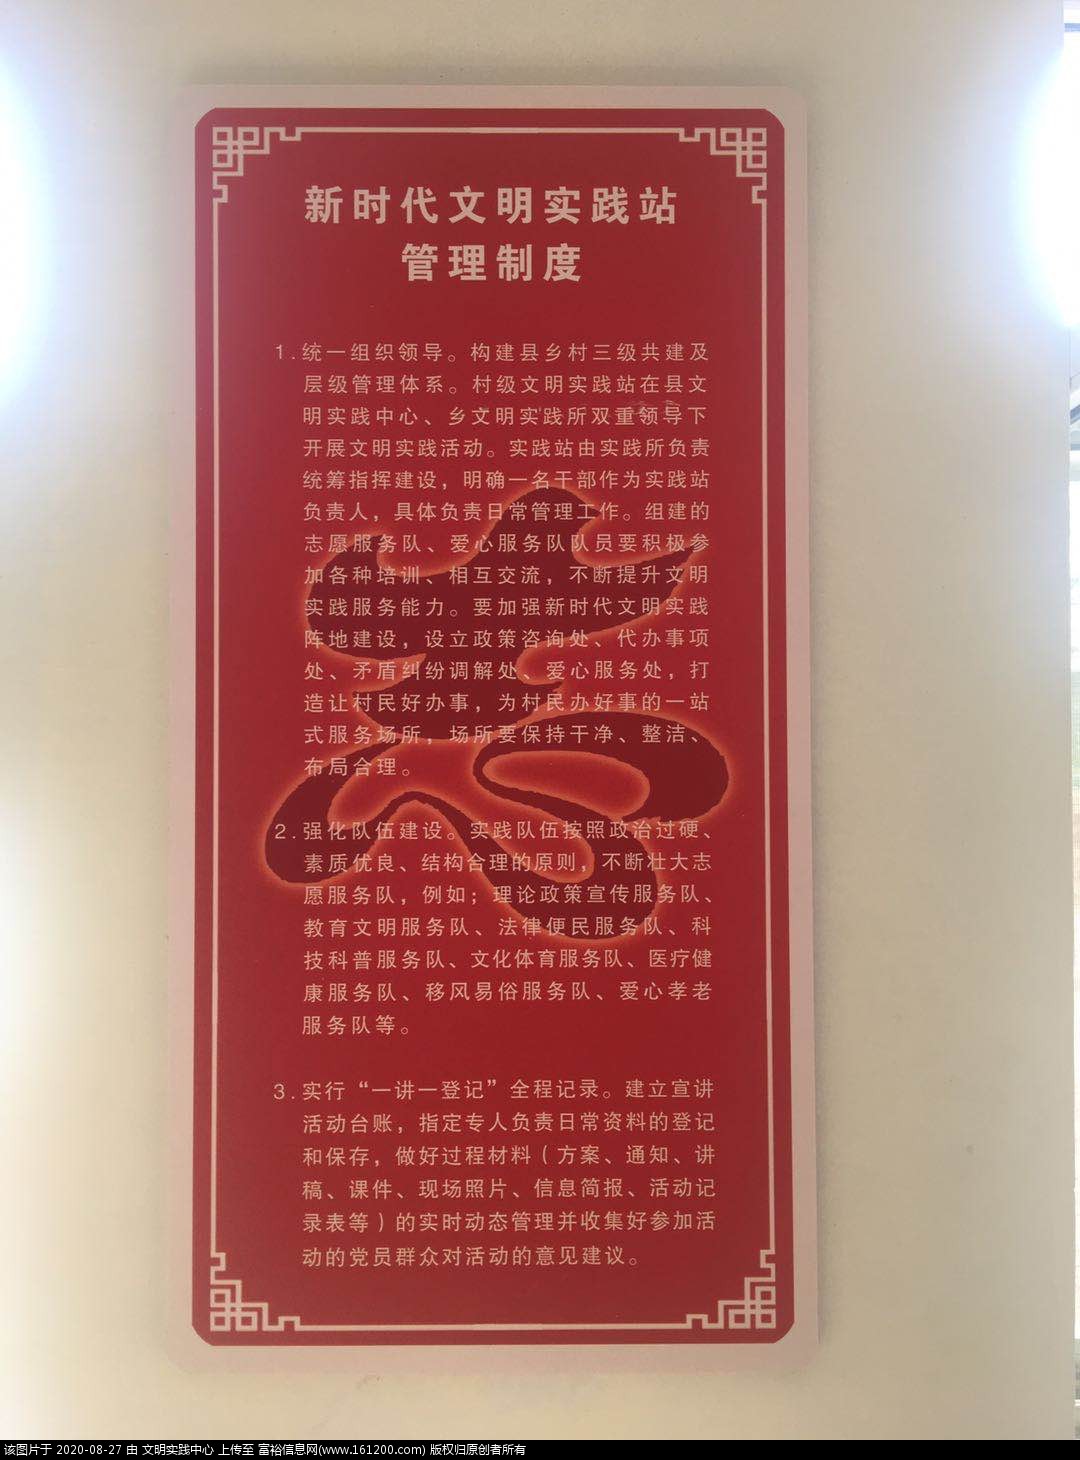 新时代文明实践站
管理制度
1.统一组织领导。构建县乡村三级共建及
层级管理体系。村级文明实践站在县文
明实践中心、乡文明实践所双重领导下
开展文明实践活动。实践站由实践所负责
统筹指挥建设，明确一名干部作为实践站
负责人，具体负责日常管理工作。组建的
志愿服务队、爱心服务队队员要积极参
加各种培训、相互交流，不断提升文明
实践服务能力。要加强新时代文明实践
阵地建设，设立政策咨询处、代办事项
处、矛盾纠纷调解处、爱心服务处，打
造让村民好办事，为村民办好事的一站
式服务场所，场所要保持干净、整洁、
布局合理。
2.强化队伍建设。实践队伍按照政治过硬、
素质优良、结构合理的原则，不断壮大志
愿服务队，例如；理论政策宣传服务队、
教育文明服务队、法律便民服务队、科
技科普服务队、文化体育服务队、医疗健
康服务队、移风易俗服务队、爱心孝老
服务队等。
3.实行“一讲一登记”全程记录。建立宣讲
活动台账，指定专人负责日常资料的登记
和保存，做好过程材料（方案、通知、讲
稿、课件、现场照片、信息简报、活动记
录表等）的实时动态管理并收集好参加活
动的党员群众对活动的意见建议。
该图片于 2020-08-27 由 文明实践中心 上传至 富裕信息网(www.161200.com) 版权归原创者所有